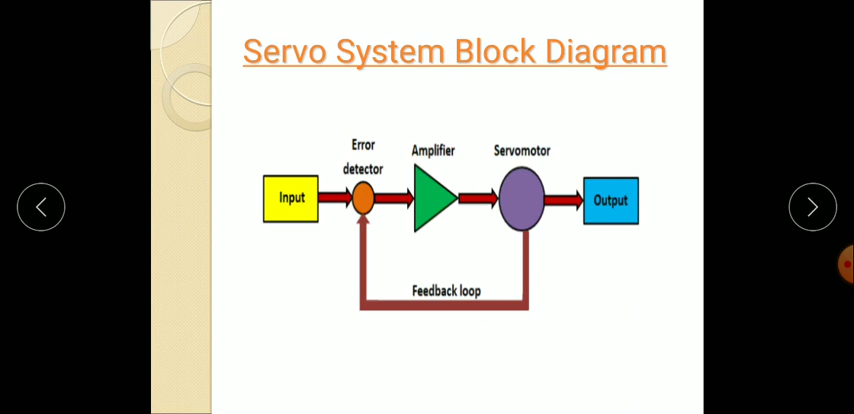 Servo System Block Diagram
Error
detector
Amplifier
Servomotor
Input
Output
Feedback loop